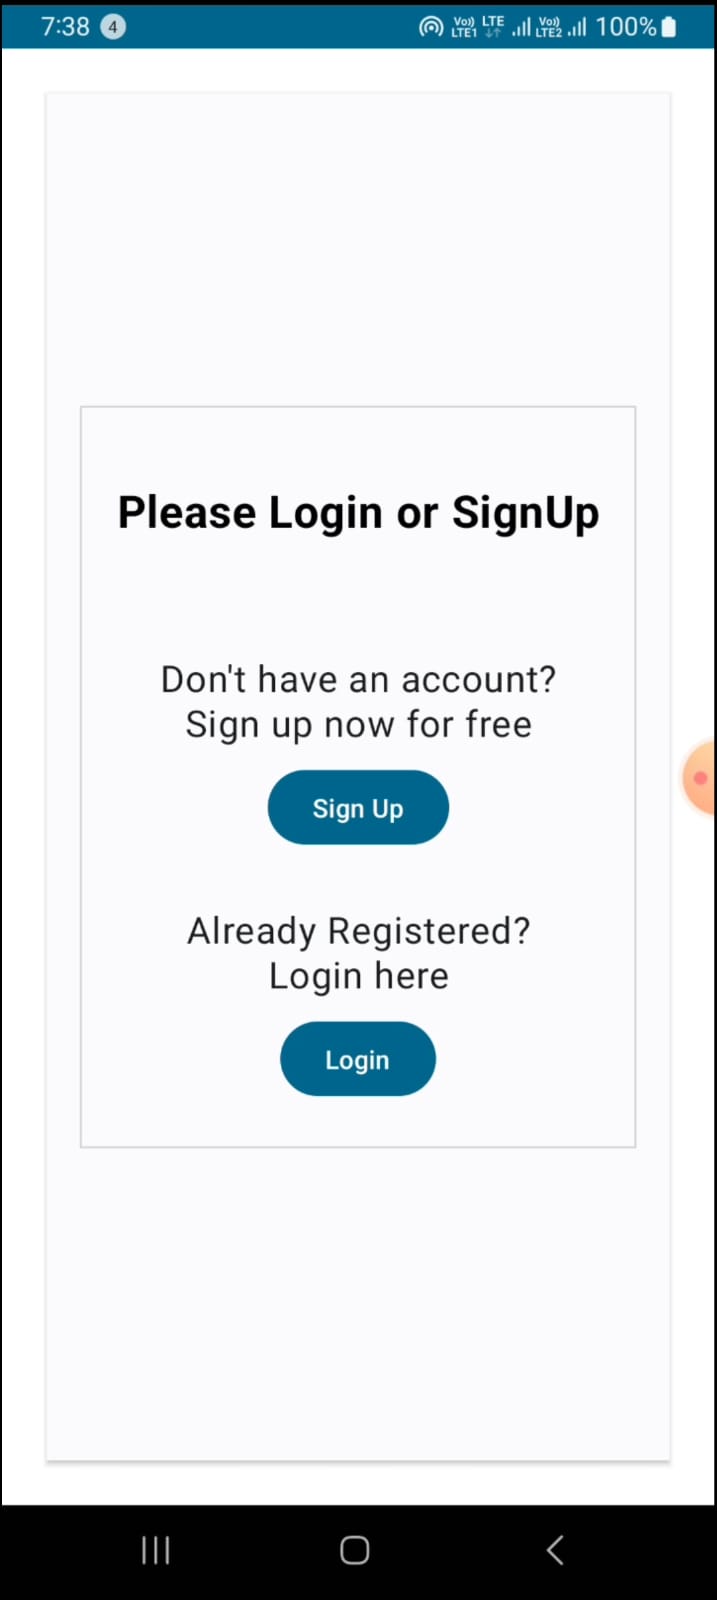 7:38 4 Vo)) LTE1 LTE Vo)) LTE2 100%
Please Login or SignUp
Don't have an account?
Sign up now for free
Sign Up
Already Registered?
Login here
Login